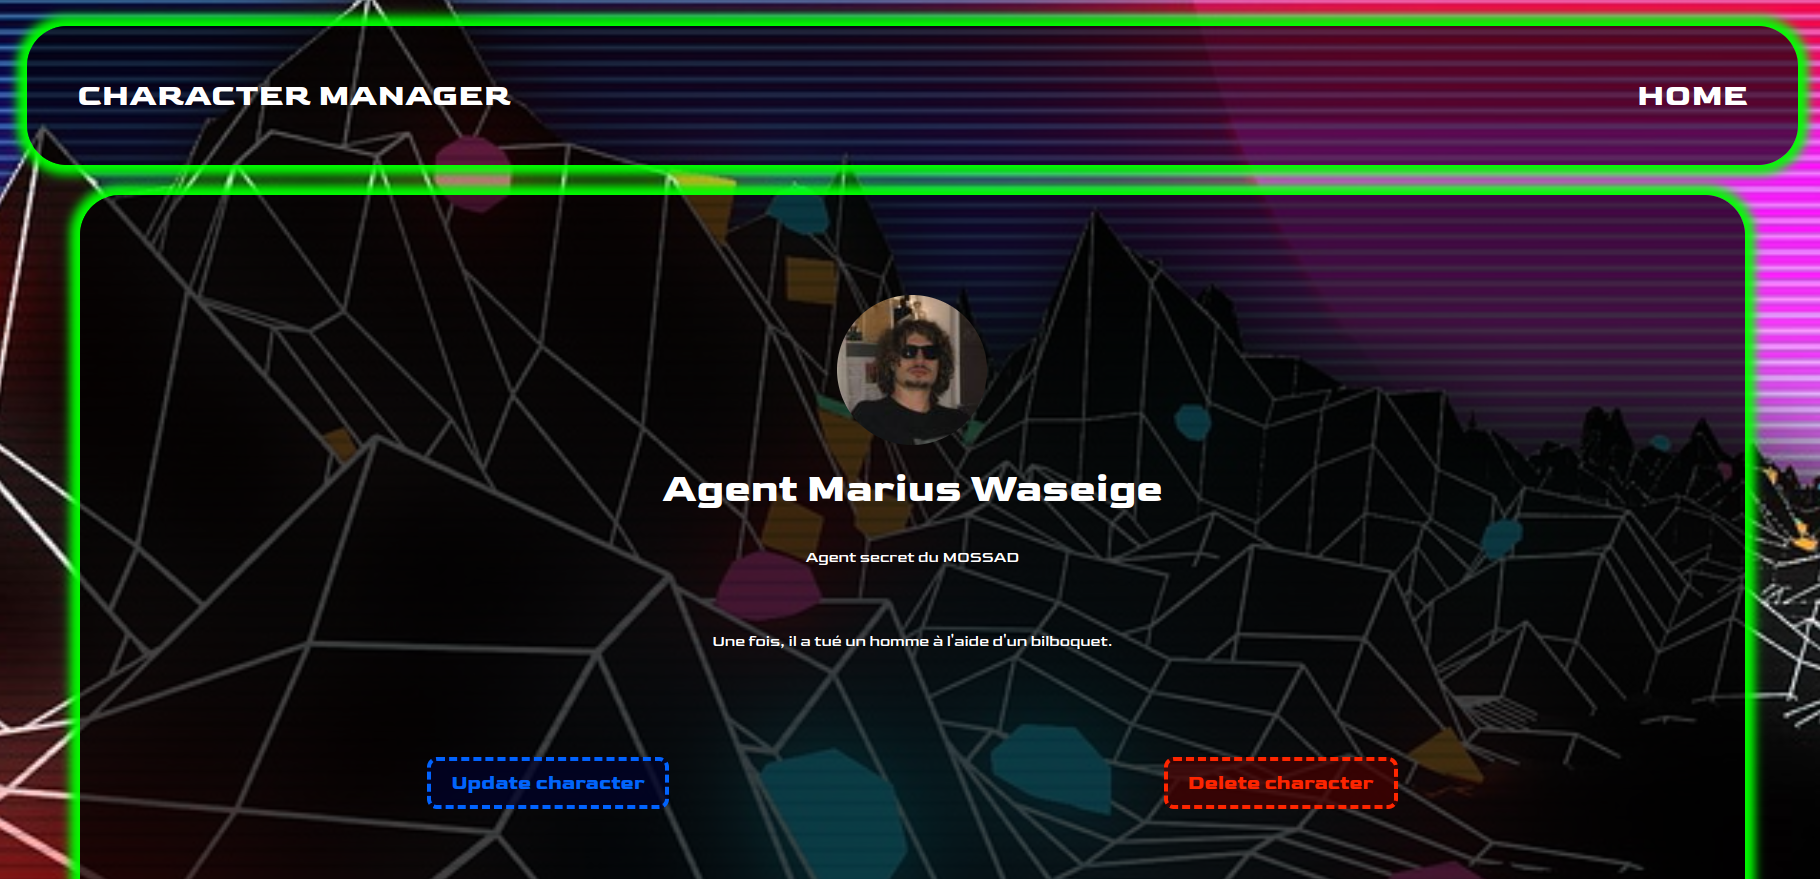 CHARACTER MANAGER
HOME
Agent Marius Waseige
Agent secret du MOSSAD
Une fois, il a tué un homme à l'aide d'un bilboquet.
Update character
Delete character